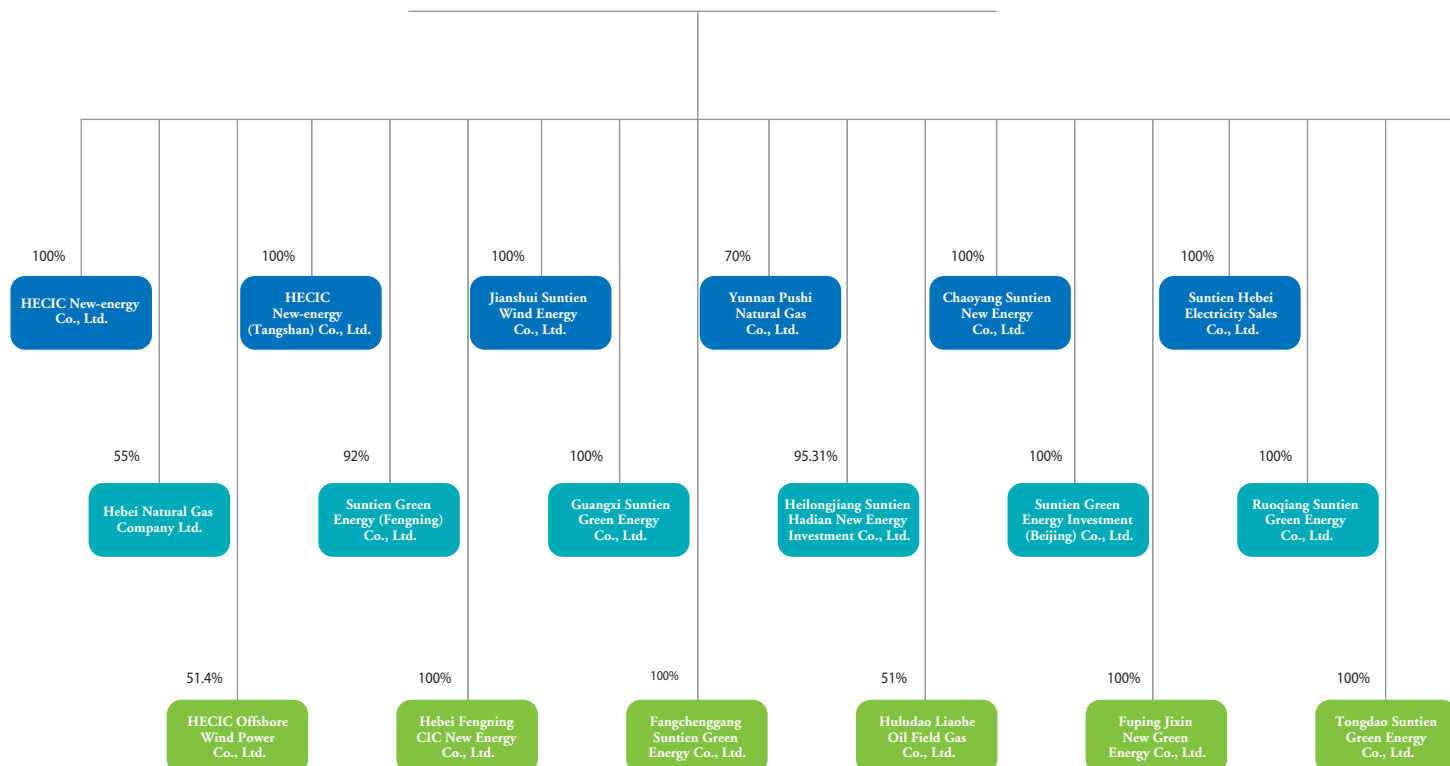 100%
100%
100%
70%
100%
100%
HECIC New-energy
Co., Ltd.
HECIC
New-energy
(Tangshan) Co., Ltd.
Jianshui Suntien
Wind Energy
Co., Ltd.
Yunnan Pushi
Natural Gas
Co., Ltd.
Chaoyang Suntien
New Energy
Co., Ltd.
Suntien Hebei
Electricity Sales
Co., Ltd.
55%
92%
100%
95.31%
100%
100%
Hebei Natural Gas
Company Ltd.
Suntien Green
Energy (Fengning)
Co., Ltd.
Guangxi Suntien
Green Energy
Co., Ltd.
Heilongjiang Suntien
Hadian New Energy
Investment Co., Ltd.
Suntien Green
Energy Investment
(Beijing) Co., Ltd.
Ruoqiang Suntien
Green Energy
Co., Ltd.
51.4%
100%
100%
51%
100%
100%
HECIC Offshore
Wind Power
Co., Ltd.
Hebei Fengning
CIC New Energy
Co., Ltd.
Fangchenggang
Suntien Green
Energy Co., Ltd.
Huludao Liaohe
Oil Field Gas
Co., Ltd.
Fuping Jixin
New Green
Energy Co., Ltd.
Tongdao Suntien
Green Energy
Co., Ltd.